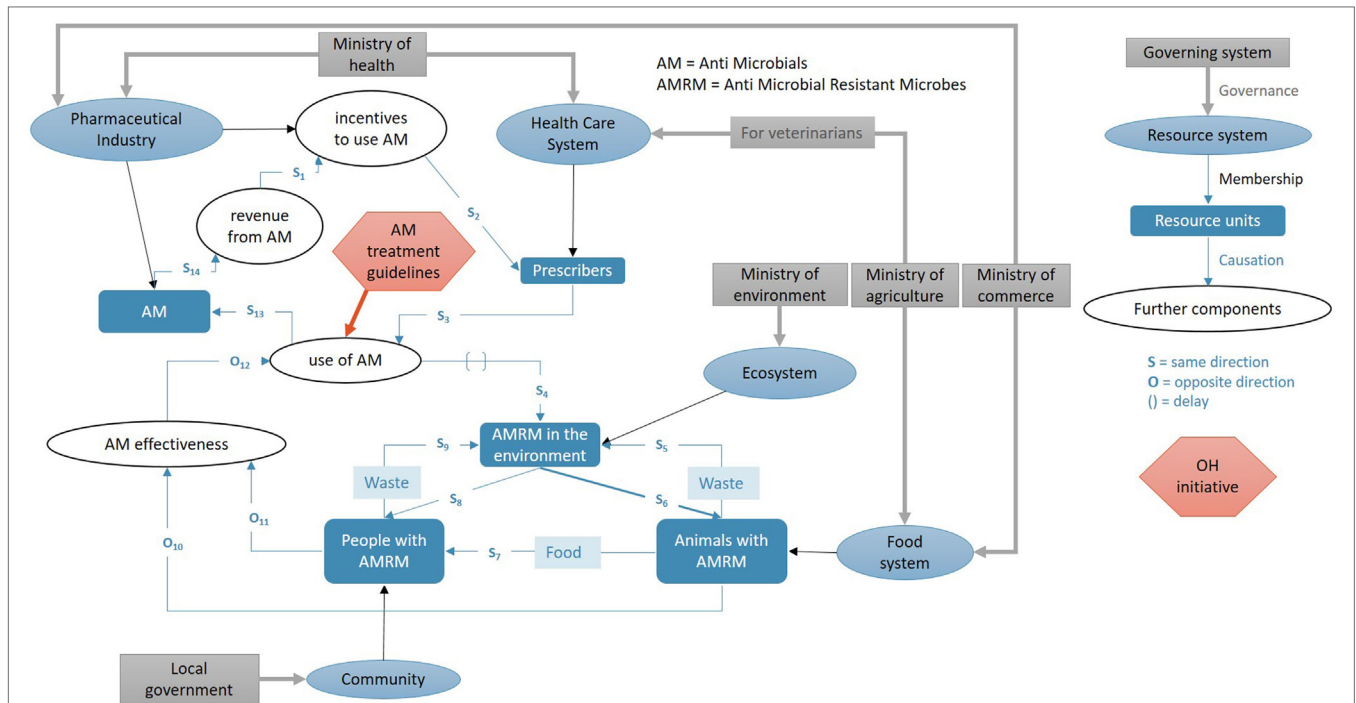 Ministry of
health
AM = Anti Microbials
AMRM = Anti Microbial Resistant Microbes
Governing system
Governance
Pharmaceutical
Industry
incentives
to use AM
Health Care
System
For veterinarians
Resource system
Membership
S1
revenue
from AM
S2
AM
treatment
guidelines
Resource units
Prescribers
Causation
S14
Ministry of
environment
Ministry of
agriculture
Ministry of
commerce
AM
S13
S3
Further components
O12
use of AM
( )
Ecosystem
S = same direction
O = opposite direction
() = delay
S4
AM effectiveness
S9
AMRM in the
environment
S5
Waste
Waste
OH
initiative
S8
S6
O11
O10
People with
AMRM
S7
Food
Animals with
AMRM
Food
system
Local
government
Community